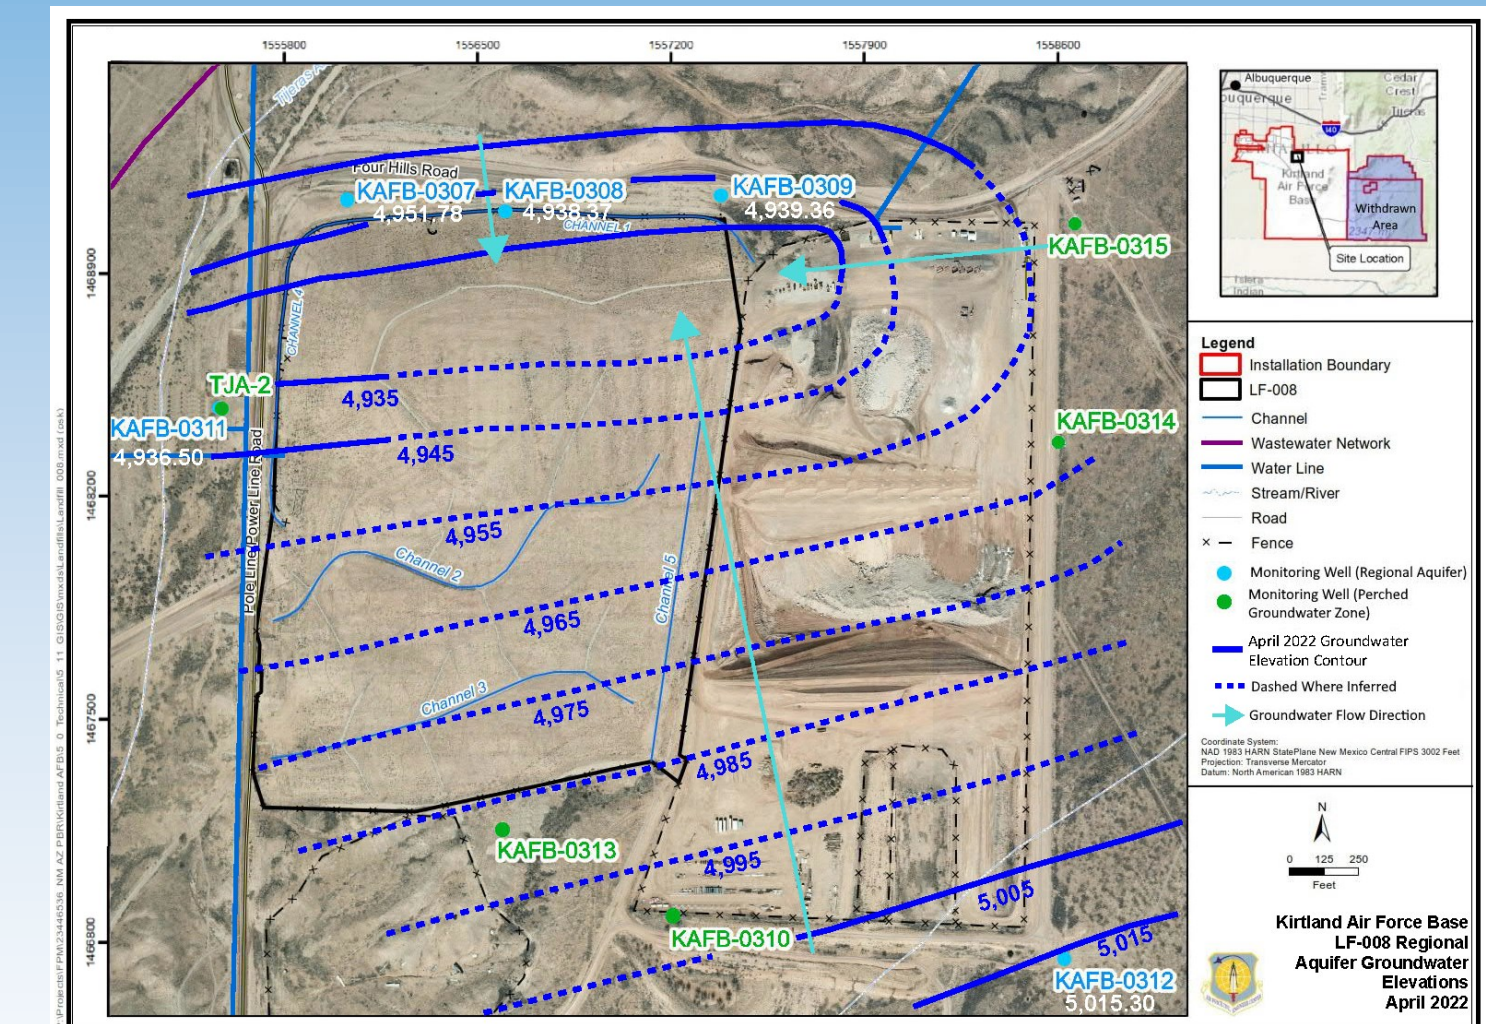 1555800
1556500
1557200
1557900
1558600
1468900
1468200
1467500
1466800
Four Hills Road
KAFB-0307
4,951.78
KAFB-0308
4,938.37
KAFB-0309
4,939.36
CHANNEL 1
KAFB-0315
CHANNEL 4
TJA-2
KAFB-0311
4,936.50
4,935
4,945
KAFB-0314
Pole Line/Power Line Road
4,955
Channel 2
Channel 5
4,965
Channel 3
4,975
4,985
KAFB-0313
4,995
5,005
KAFB-0310
5,015
KAFB-0312
5,015.30
Albuquerque
Cedar
Crest
Tijeras
40
Kirtland
Air Force
Base
Withdrawn
Area
Site Location
Isleta
Indian
Legend
Installation Boundary
LF-008
Channel
Wastewater Network
Water Line
Stream/River
Road
Fence
Monitoring Well (Regional Aquifer)
Monitoring Well (Perched
Groundwater Zone)
April 2022 Groundwater
Elevation Contour
Dashed Where Inferred
Groundwater Flow Direction
Coordinate System:
NAD 1983 HARN StatePlane New Mexico Central FIPS 3002 Feet
Projection: Transverse Mercator
Datum: North American 1983 HARN
N
0 125 250
Feet
Kirtland Air Force Base
LF-008 Regional
Aquifer Groundwater
Elevations
April 2022